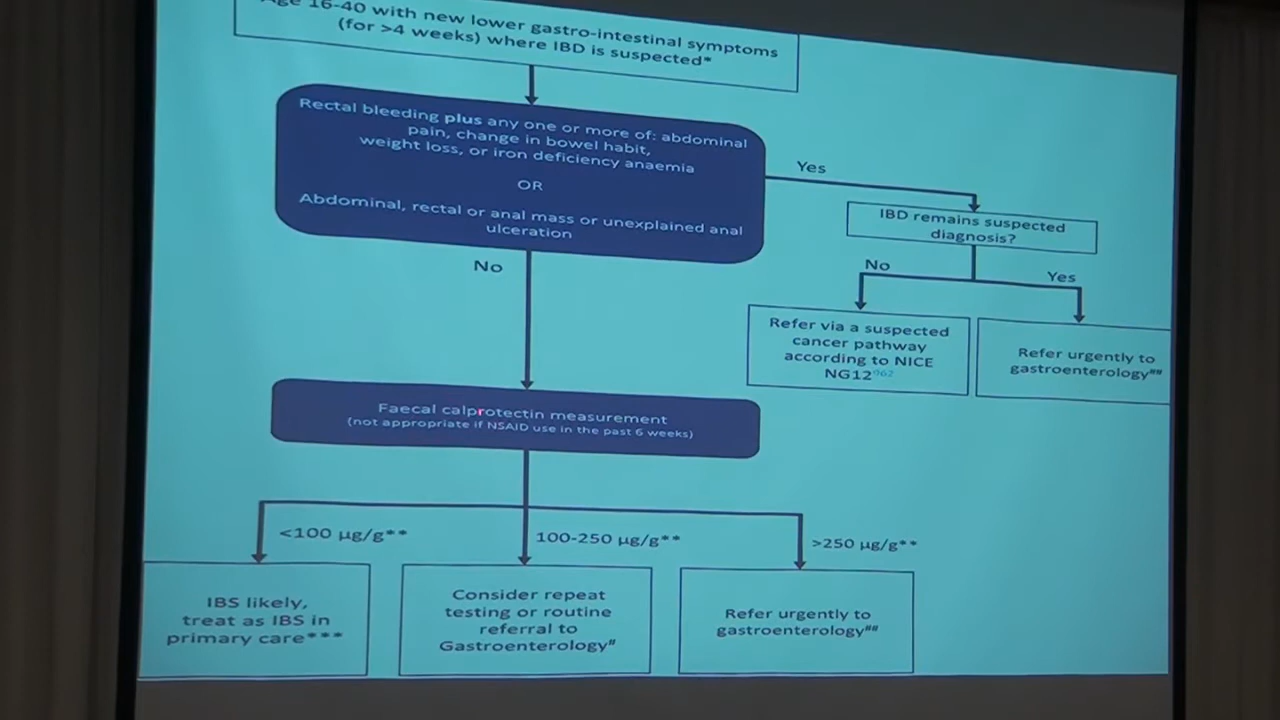 Age 16-40 with new lower gastro-intestinal symptoms
(for >4 weeks) where IBD is suspected*
Rectal bleeding plus any one or more of: abdominal
pain, change in bowel habit,
weight loss, or iron deficiency anaemia
OR
Abdominal, rectal or anal mass or unexplained anal
ulceration
Yes
IBD remains suspected
diagnosis?
No
Yes
Refer via a suspected
cancer pathway
according to NICE
NG12⁹⁶²
Refer urgently to
gastroenterology##
No
Faecal calprotectin measurement
(not appropriate if NSAID use in the past 6 weeks)
<100 µg/g**
100-250 µg/g**
>250 µg/g**
IBS likely,
treat as IBS in
primary care***
Consider repeat
testing or routine
referral to
Gastroenterology#
Refer urgently to
gastroenterology##